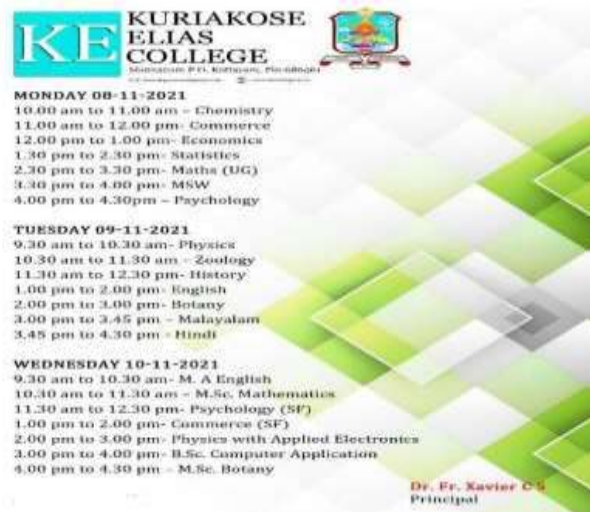 KE
KURIAKOSE
ELIAS
COLLEGE
Mannanam P.O, Kottayam,
MONDAY 08-11-2021
10.00 am to 11.00 am – Chemistry
11.00 am to 12.00 pm- Commerce
12.00 pm to 1.00 pm- Economics
1.30 pm to 2.30 pm- Statistics
2.30 pm to 3.30 pm- Maths (UG)
3.30 pm to 4.00 pm- MSW
4.00 pm to 4.30pm – Psychology
TUESDAY 09-11-2021
9.30 am to 10.30 am- Physics
10.30 am to 11.30 am - Zoology
11.30 am to 12.30 pm- History
1.00 pm to 2.00 pm- English
2.00 pm to 3.00 pm- Botany
3.00 pm to 3.45 pm – Malayalam
3.45 pm to 4.30 pm - Hindi
WEDNESDAY 10-11-2021
9.30 am to 10.30 am- M. A English
10.30 am to 11.30 am – M.Sc. Mathematics
11.30 am to 12.30 pm- Psychology (SF)
1.00 pm to 2.00 pm- Commerce (SF)
2.00 pm to 3.00 pm- Physics with Applied Electronics
3.00 pm to 4.00 pm- B.Sc. Computer Application
4.00 pm to 4.30 pm – M.Sc. Botany
Dr. Fr. Xavier C S
Principal